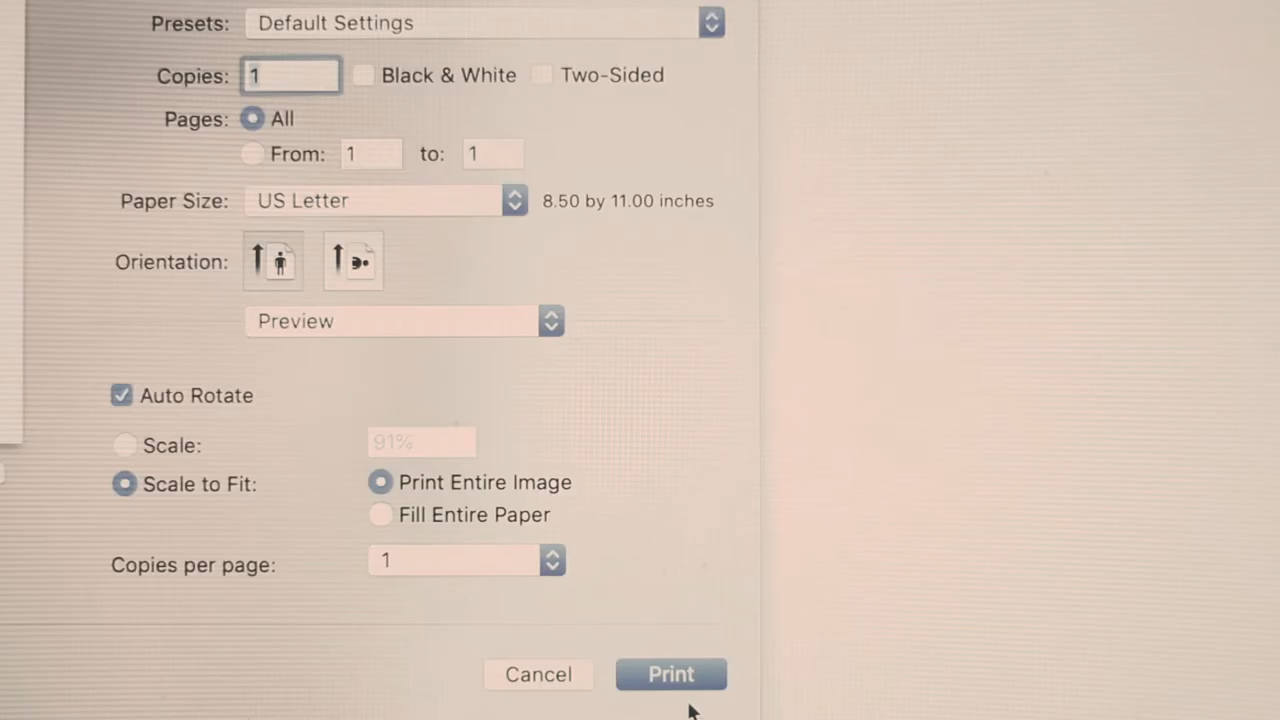 Presets: Default Settings
Copies: 1 Black & White Two-Sided
Pages: All
From: 1 to: 1
Paper Size: US Letter 8.50 by 11.00 inches
Orientation:
Preview
Auto Rotate
Scale: 91%
Scale to Fit: Print Entire Image
Fill Entire Paper
Copies per page: 1
Cancel Print